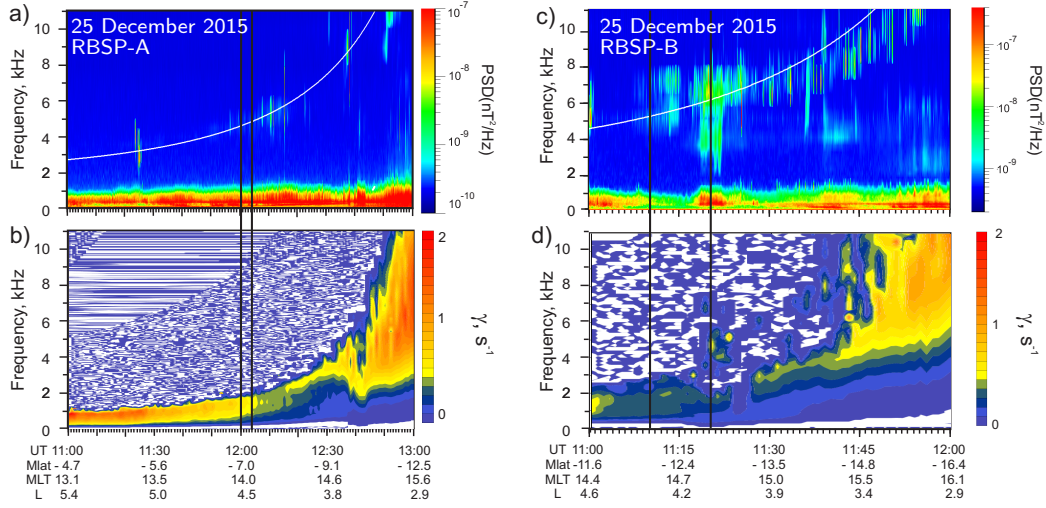 a)
25 December 2015
RBSP-A
Frequency, kHz
10
8
6
4
2
0
10⁻⁷
10⁻⁸
10⁻⁹
10⁻¹⁰
PSD(nT²/Hz)
c)
25 December 2015
RBSP-B
Frequency, kHz
10
8
6
4
2
0
10⁻⁷
10⁻⁸
10⁻⁹
PSD(nT²/Hz)
b)
Frequency, kHz
10
8
6
4
2
0
2
1
0
γ, s⁻¹
d)
Frequency, kHz
10
8
6
4
2
0
2
1
0
γ, s⁻¹
UT 11:00 11:30 12:00 12:30 13:00
Mlat - 4.7 - 5.6 - 7.0 - 9.1 - 12.5
MLT 13.1 13.5 14.0 14.6 15.6
L 5.4 5.0 4.5 3.8 2.9
UT 11:00 11:15 11:30 11:45 12:00
Mlat -11.6 - 12.4 - 13.5 - 14.8 - 16.4
MLT 14.4 14.7 15.0 15.5 16.1
L 4.6 4.2 3.9 3.4 2.9